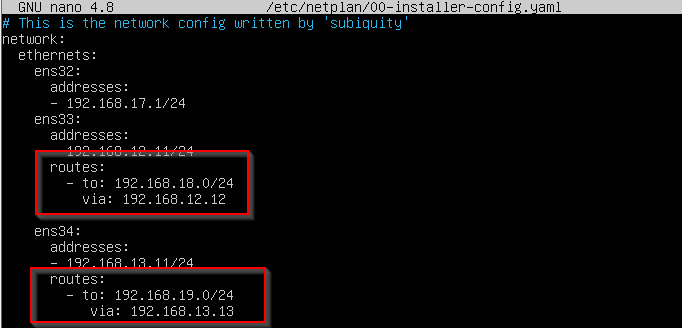 GNU nano 4.8 /etc/netplan/00-installer-config.yaml
# This is the network config written by 'subiquity'
network:
  ethernets:
    ens32:
      addresses:
      - 192.168.17.1/24
    ens33:
      addresses:
      - 192.168.12.11/24
      routes:
        - to: 192.168.18.0/24
          via: 192.168.12.12
    ens34:
      addresses:
      - 192.168.13.11/24
      routes:
        - to: 192.168.19.0/24
           via: 192.168.13.13